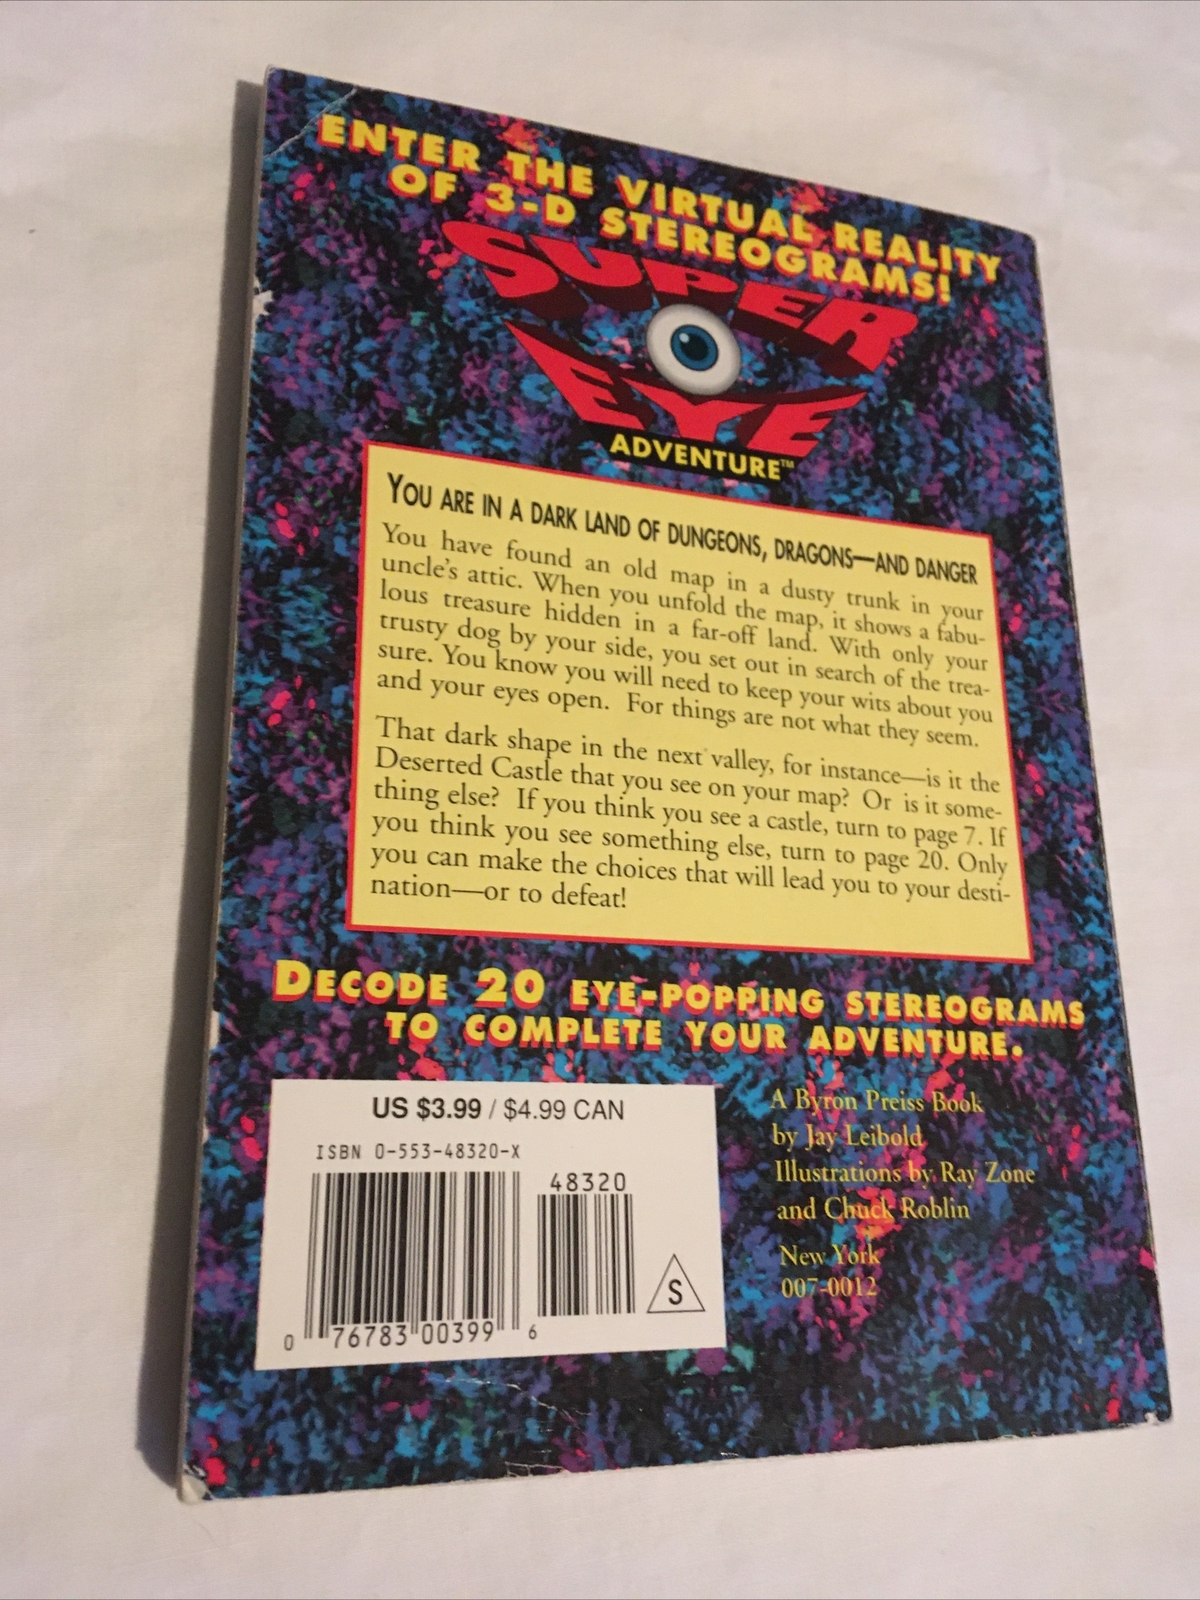 ENTER THE VIRTUAL REALITY
OF 3-D STEREOGRAMS!
SUPER
EYE
ADVENTURE™
YOU ARE IN A DARK LAND OF DUNGEONS, DRAGONS—AND DANGER
You have found an old map in a dusty trunk in your
uncle's attic. When you unfold the map, it shows a fabu-
lous treasure hidden in a far-off land. With only your
trusty dog by your side, you set out in search of the trea-
sure. You know you will need to keep your wits about you
and your eyes open. For things are not what they seem.
That dark shape in the next valley, for instance—is it the
Deserted Castle that you see on your map? Or is it some-
thing else? If you think you see a castle, turn to page 7. If
you think you see something else, turn to page 20. Only
you can make the choices that will lead you to your desti-
nation—or to defeat!
DECODE 20 EYE-POPPING STEREOGRAMS
TO COMPLETE YOUR ADVENTURE.
US $3.99 / $4.99 CAN
ISBN 0-553-48320-X
48320
S
0 76783 00399 6
A Byron Preiss Book
by Jay Leibold
Illustrations by Ray Zone
and Chuck Roblin
New York
007-0012